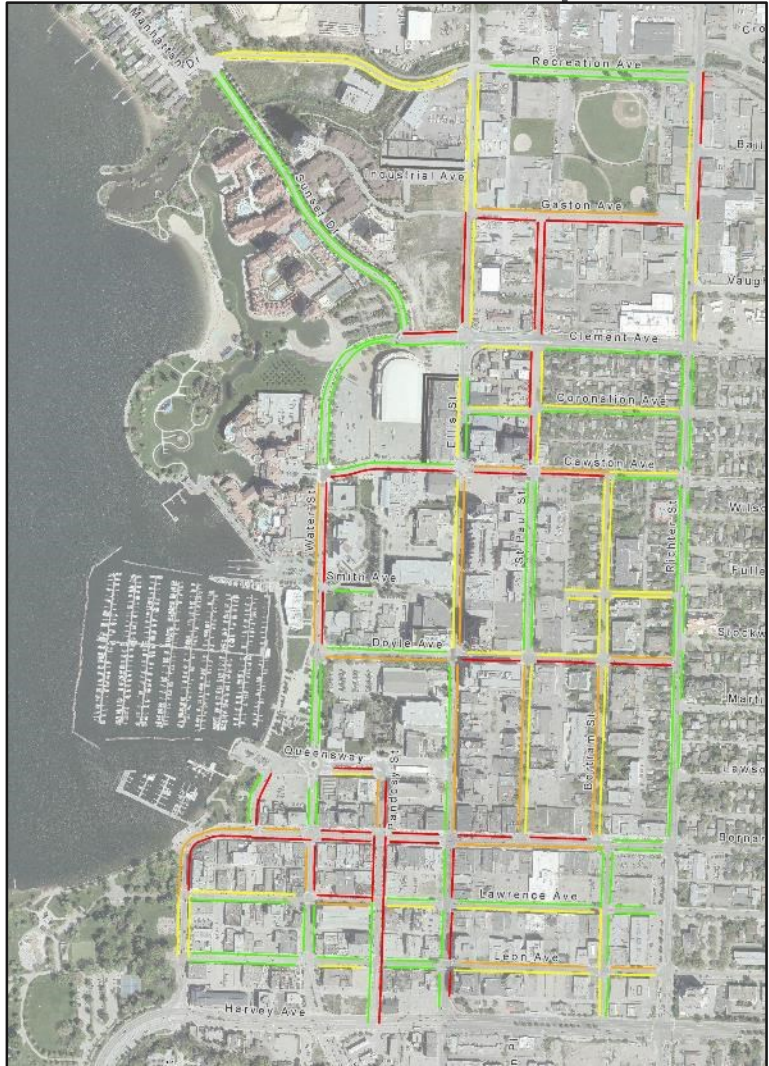 Manhattan Dr
Recreation Ave
Industrial Ave
Gaston Ave
Sunset Dr
Clement Ave
Coronation Ave
Ellis St
Cawston Ave
Water St
St Paul St
Richter St
Smith Ave
Doyle Ave
Queensway
Pandosy St
Bertram St
Lawrence Ave
Leon Ave
Harvey Ave